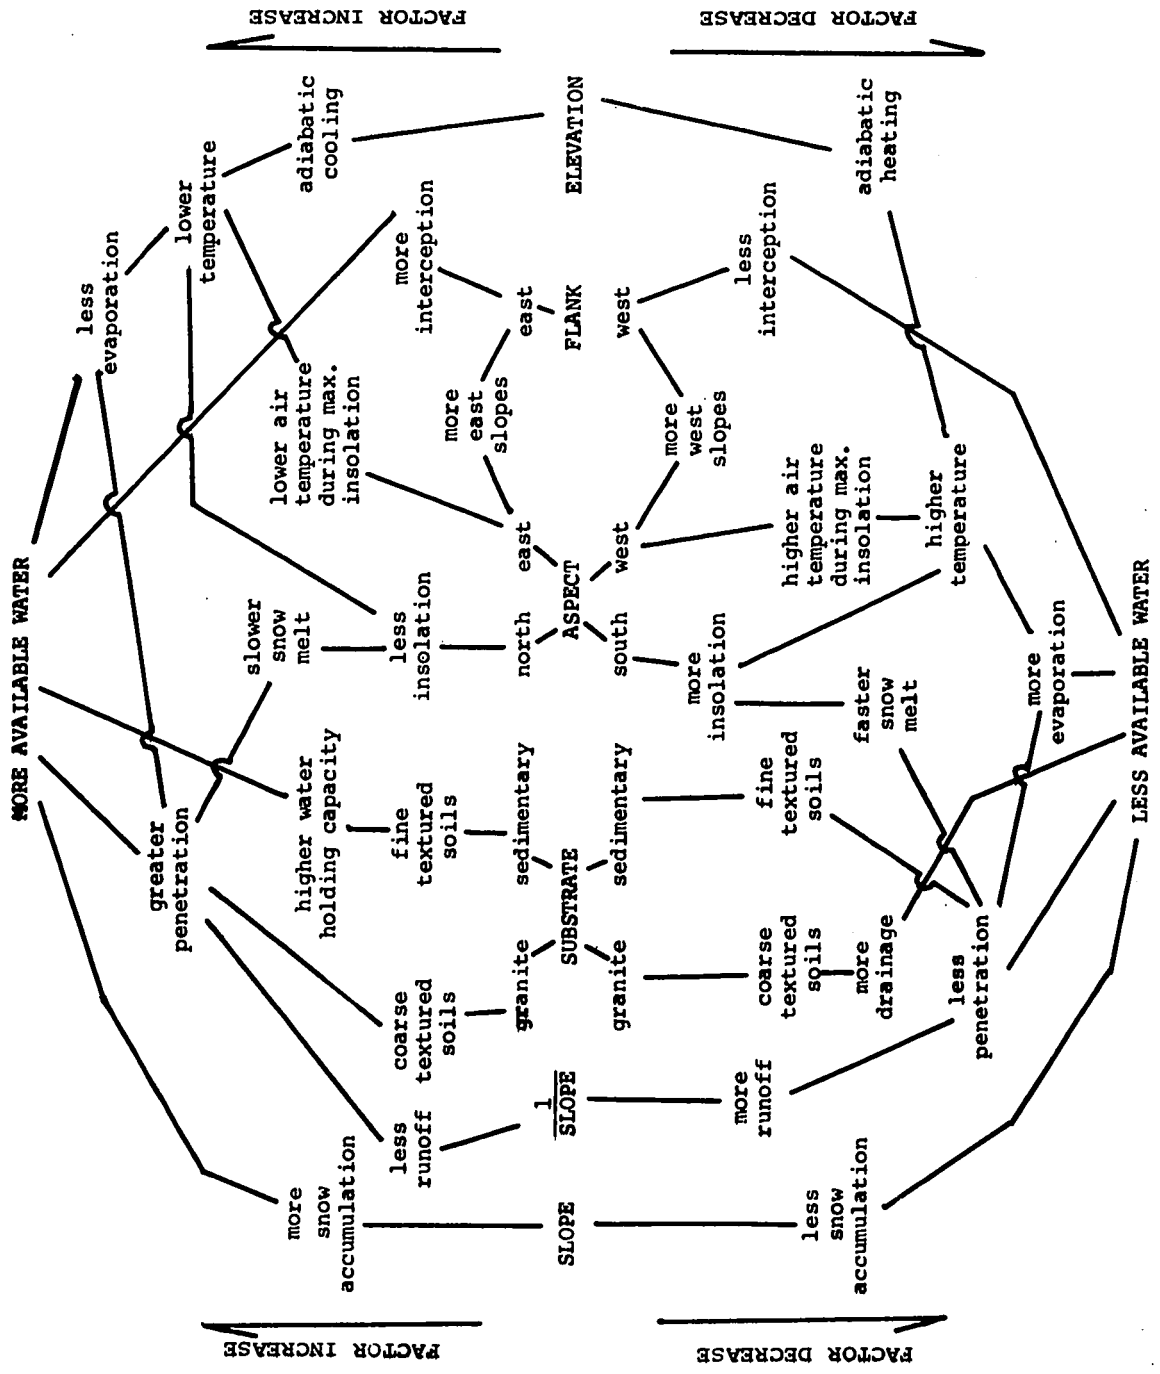 FACTOR INCREASE
FACTOR DECREASE
MORE AVAILABLE WATER
less
evaporation
lower
temperature
adiabatic
cooling
greater
penetration
slower
snow
melt
lower air
temperature
during max.
insolation
more
interception
more
snow
accumulation
higher water
holding capacity
less
insolation
less
runoff
coarse
textured
soils
fine
textured
soils
more
east
slopes
granite
sedimentary
north
east
east
SLOPE
1
SLOPE
SUBSTRATE
ASPECT
FLANK
ELEVATION
granite
sedimentary
south
west
west
more
insolation
more
west
slopes
less
interception
more
runoff
coarse
textured
soils
fine
textured
soils
higher air
temperature
during max.
insolation
less
snow
accumulation
more
drainage
faster
snow
melt
higher
temperature
adiabatic
heating
less
penetration
more
evaporation
LESS AVAILABLE WATER
FACTOR INCREASE
FACTOR DECREASE